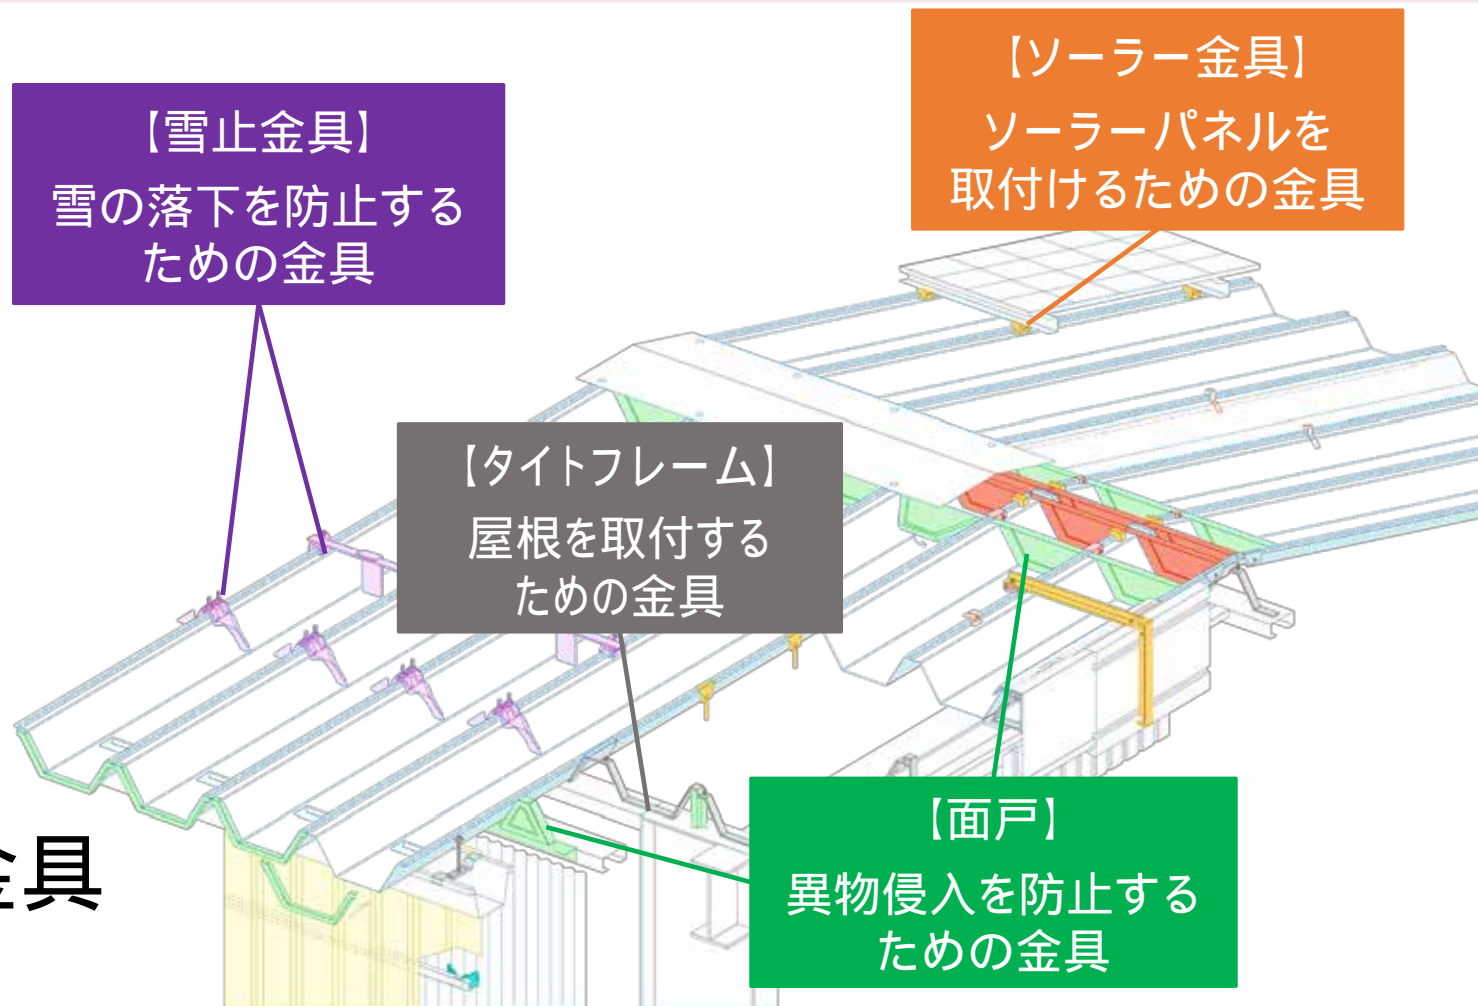 【ソーラー金具】
ソーラーパネルを
取付けるための金具
【雪止金具】
雪の落下を防止する
ための金具
【タイトフレーム】
屋根を取付する
ための金具
【面戸】
異物侵入を防止する
ための金具
金具